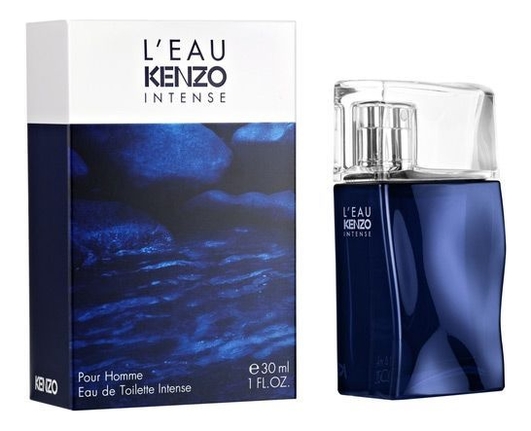 L'EAU
KENZO
INTENSE
Pour Homme
Eau de Toilette Intense
e 30 ml
1 FL.OZ.
KENZO
L'EAU
KENZO
INTENSE